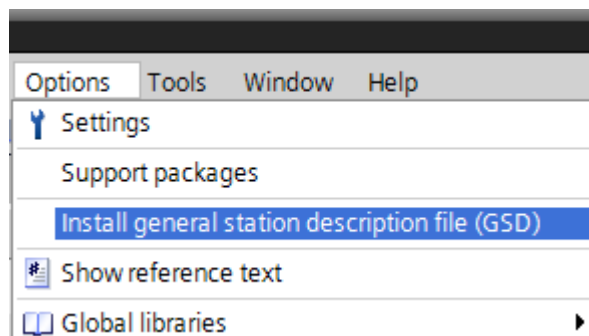 Options Tools Window Help
Settings
Support packages
Install general station description file (GSD)
Show reference text
Global libraries